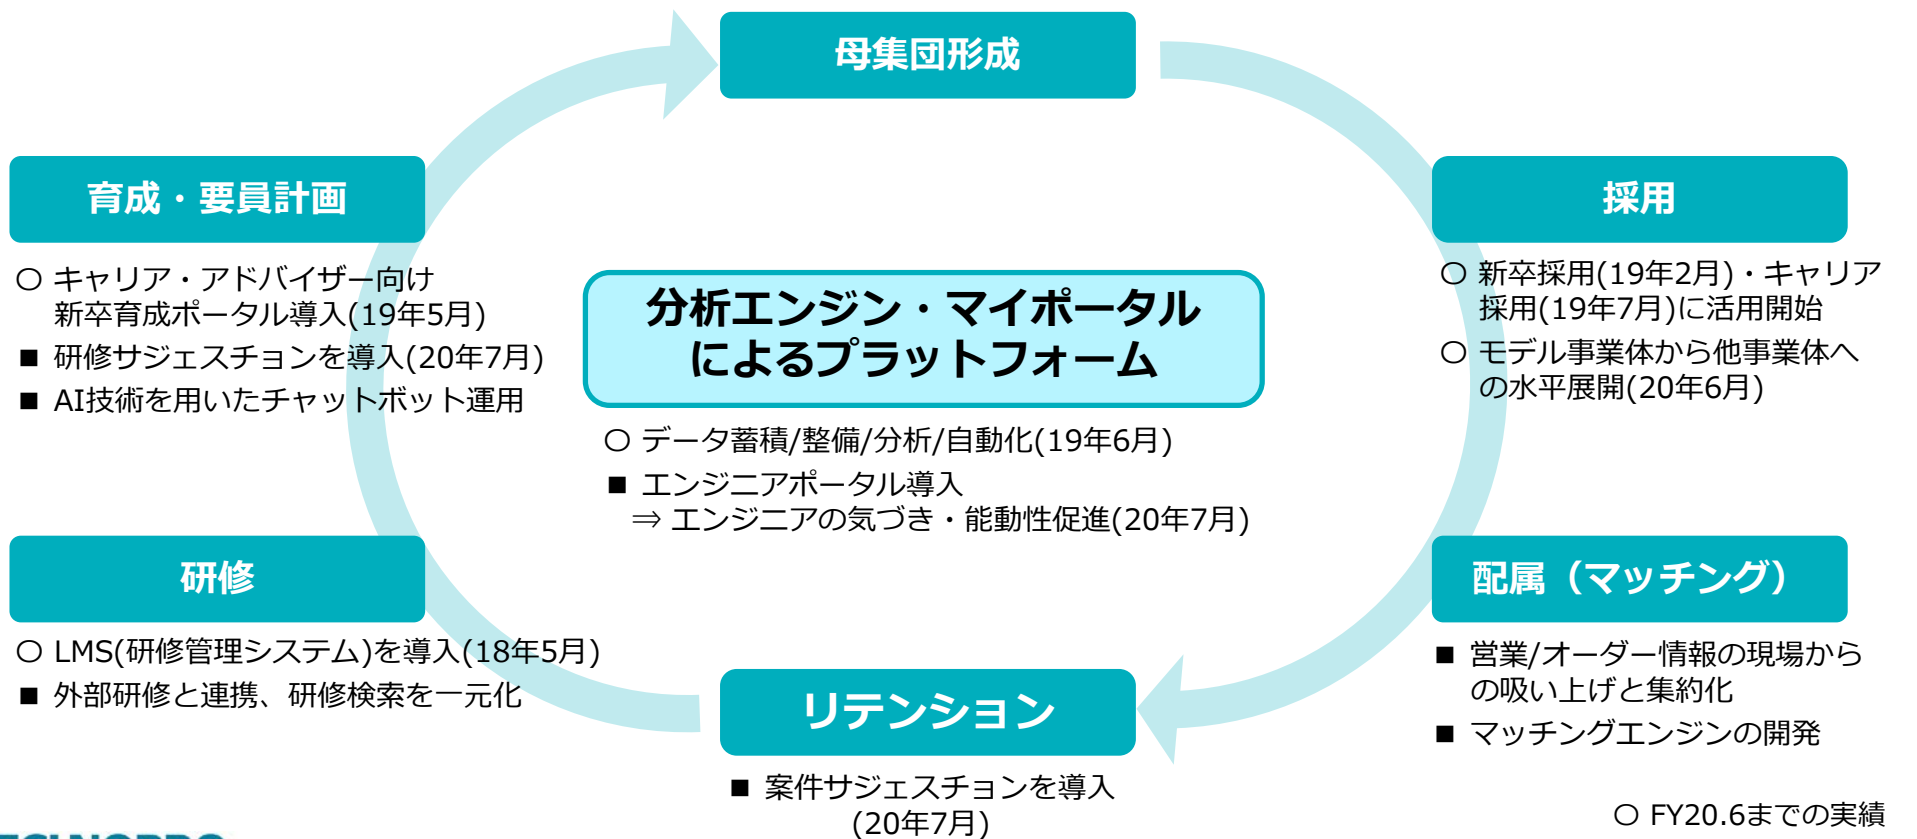 母集団形成
育成・要員計画
〇 キャリア・アドバイザー向け
新卒育成ポータル導入(19年5月)
■ 研修サジェスチョンを導入(20年7月)
■ AI技術を用いたチャットボット運用
採用
〇 新卒採用(19年2月)・キャリア
採用(19年7月)に活用開始
〇 モデル事業体から他事業体へ
の水平展開(20年6月)
分析エンジン・マイポータル
によるプラットフォーム
〇 データ蓄積/整備/分析/自動化(19年6月)
■ エンジニアポータル導入
⇒ エンジニアの気づき・能動性促進(20年7月)
研修
〇 LMS(研修管理システム)を導入(18年5月)
■ 外部研修と連携、研修検索を一元化
配属（マッチング）
■ 営業/オーダー情報の現場から
の吸い上げと集約化
■ マッチングエンジンの開発
リテンション
■ 案件サジェスチョンを導入
(20年7月)
〇 FY20.6までの実績